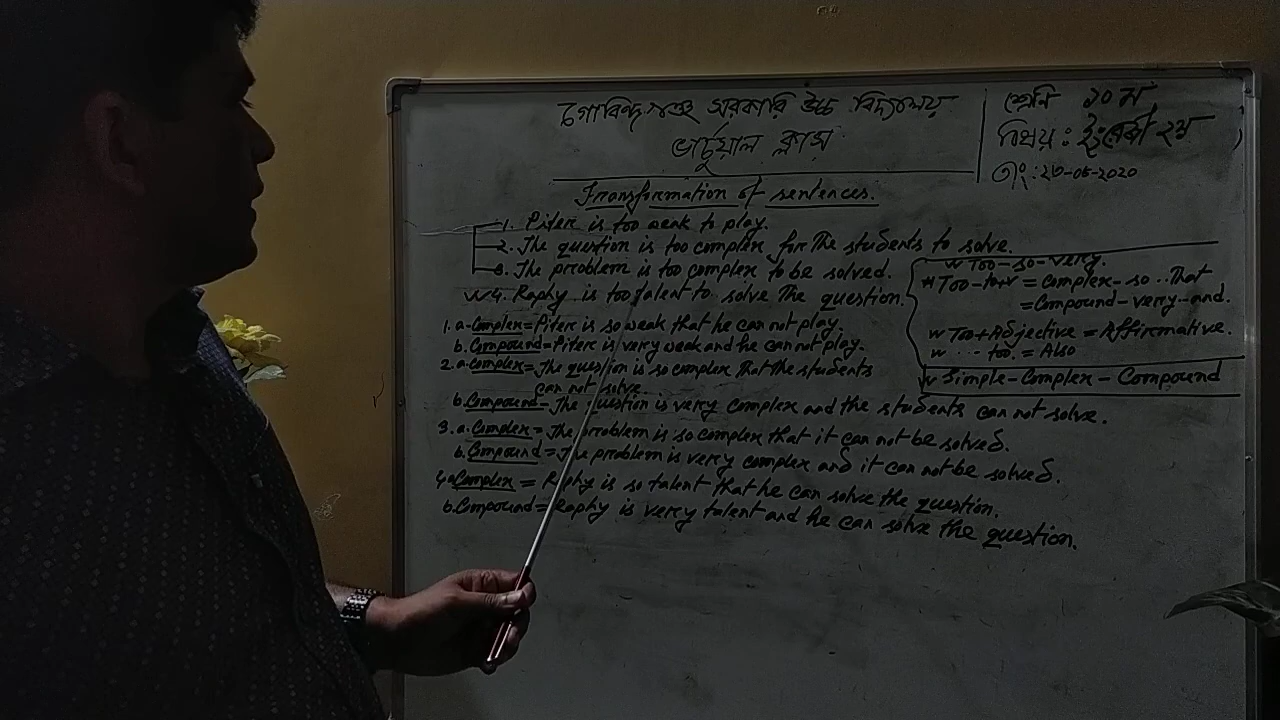 গোবিন্দগঞ্জ সরকারি উচ্চ বিদ্যালয়
ভার্চুয়াল ক্লাস
শ্রেনি ১০ম
বিষয়: ইংরেজী ২য়
তাং: ২৩-০৫-2020
Transformation of sentences.
1. Piter is too weak to play.
2. The question is too complex for the students to solve.
3. The problem is too complex to be solved.
4. Raphy is too talent to solve the question.
Too-so-very.
= complex-so..That
= Compound-very-and.
Too+Adjective = Affirmative.
... too. = Also
Simple-Complex-Compound
1. a-Complex=Piter is so weak that he can not play.
b. Compound=Piter is very weak and he can not play.
2.a-complex=The question is so complex that the students
can not solve.
b. Compound-The question is very complex and the students can not solve.
3. a. Complex=The problem is so complex that it can not be solved.
b. Compound=The problem is very complex and it can not be solved.
4.a Complex = Raphy is so talent that he can solve the question.
b. Compound=Raphy is very talent and he can solve the question.